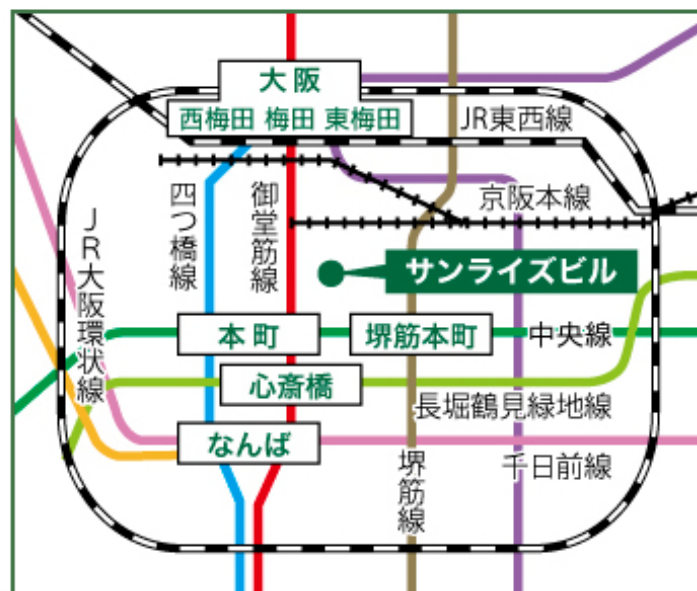 大阪
西梅田 梅田 東梅田
JR東西線
京阪本線
四つ橋線
御堂筋線
JR大阪環状線
サンライズビル
本町
堺筋本町
中央線
心斎橋
長堀鶴見緑地線
なんば
千日前線
堺筋線